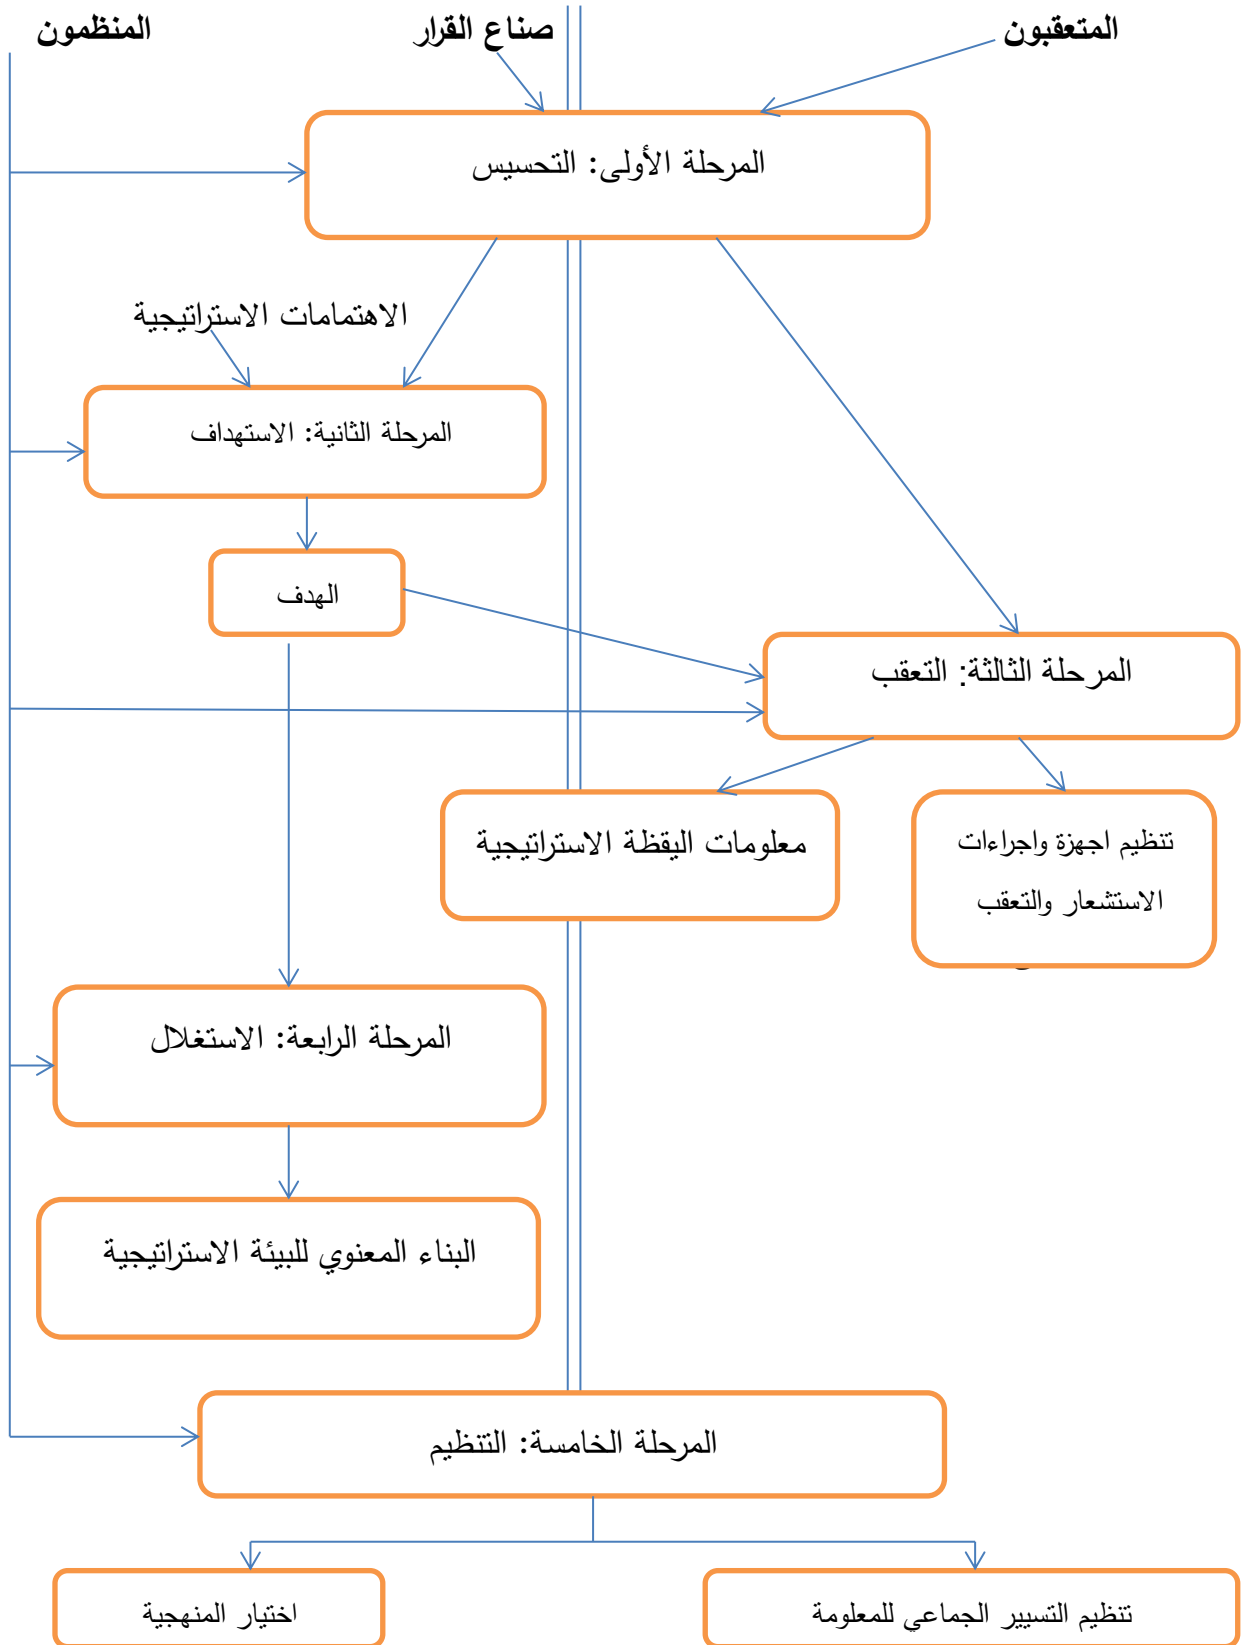 المتعقبون
صناع القرار
المنظمون
المرحلة الأولى: التحسيس
الاهتمامات الاستراتيجية
المرحلة الثانية: الاستهداف
الهدف
المرحلة الثالثة: التعقب
تنظيم اجهزة واجراءات
الاستشعار والتعقب
معلومات اليقظة الاستراتيجية
المرحلة الرابعة: الاستغلال
البناء المعنوي للبيئة الاستراتيجية
المرحلة الخامسة: التنظيم
تنظيم التسيير الجماعي للمعلومة
اختيار المنهجية